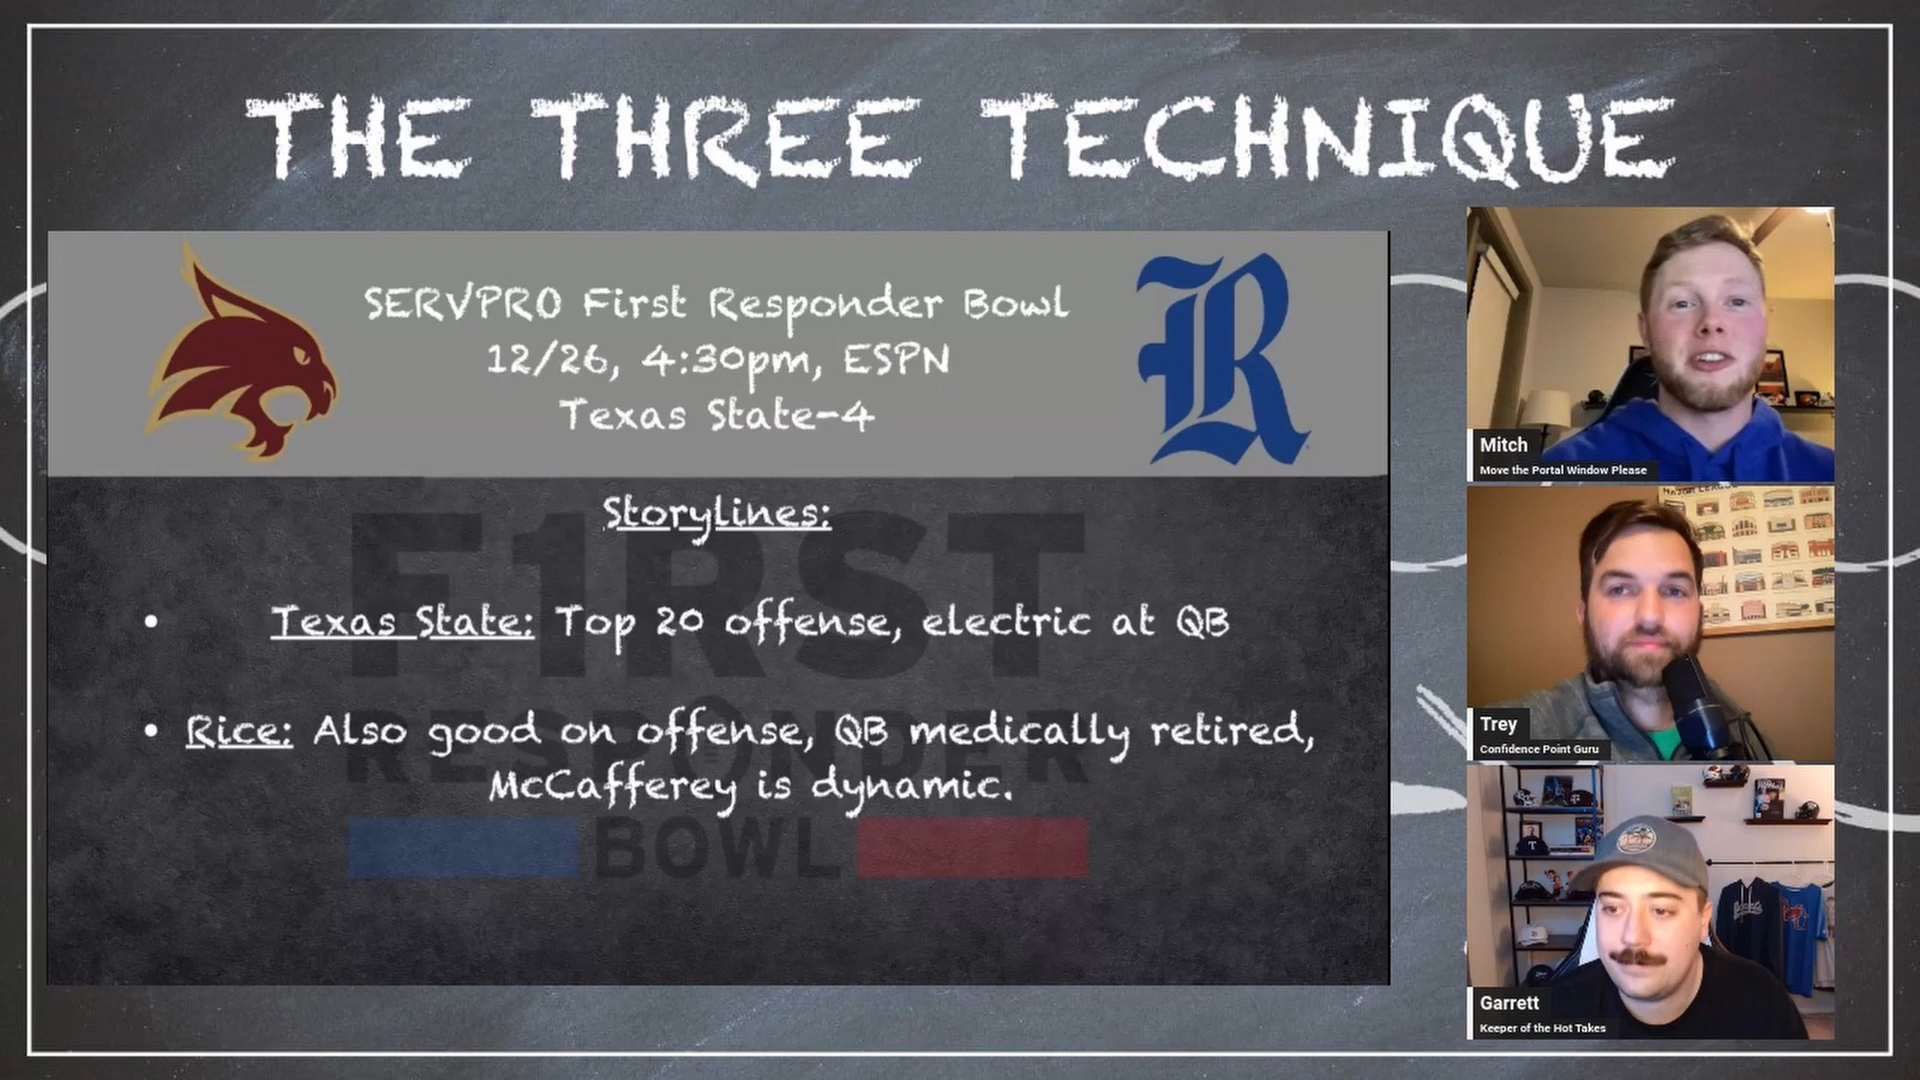 THE THREE TECHNIQUE
SERVPRO First Responder Bowl
12/26, 4:30pm, ESPN
Texas State-4
R
Storylines:
• Texas State: Top 20 offense, electric at QB
• Rice: Also good on offense, QB medically retired,
McCafferey is dynamic.
F1RST
RESPONDER
BOWL
Mitch
Move the Portal Window Please
MAJOR LEAGUE
Trey
Confidence Point Guru
T
Garrett
Keeper of the Hot Takes